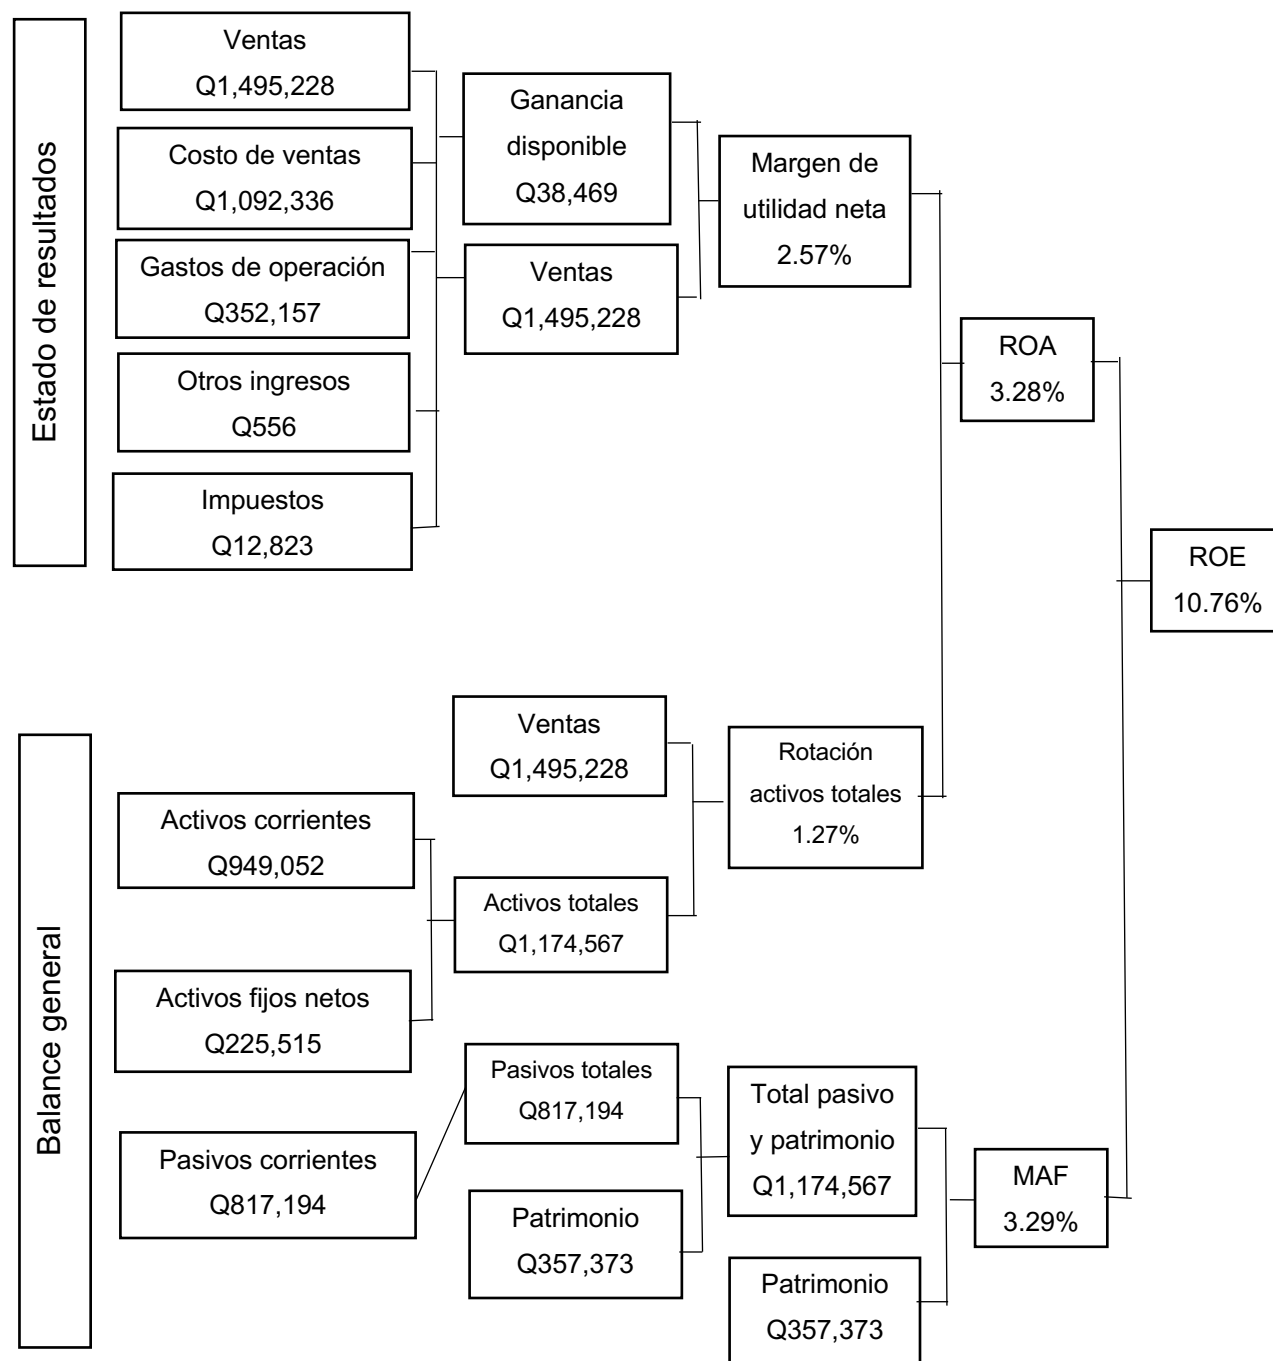 Estado de resultados
Ventas
Q1,495,228
Costo de ventas
Q1,092,336
Gastos de operación
Q352,157
Otros ingresos
Q556
Impuestos
Q12,823
Ganancia
disponible
Q38,469
Ventas
Q1,495,228
Margen de
utilidad neta
2.57%
ROA
3.28%
ROE
10.76%
Balance general
Activos corrientes
Q949,052
Activos fijos netos
Q225,515
Pasivos corrientes
Q817,194
Ventas
Q1,495,228
Activos totales
Q1,174,567
Pasivos totales
Q817,194
Patrimonio
Q357,373
Rotación
activos totales
1.27%
Total pasivo
y patrimonio
Q1,174,567
Patrimonio
Q357,373
MAF
3.29%